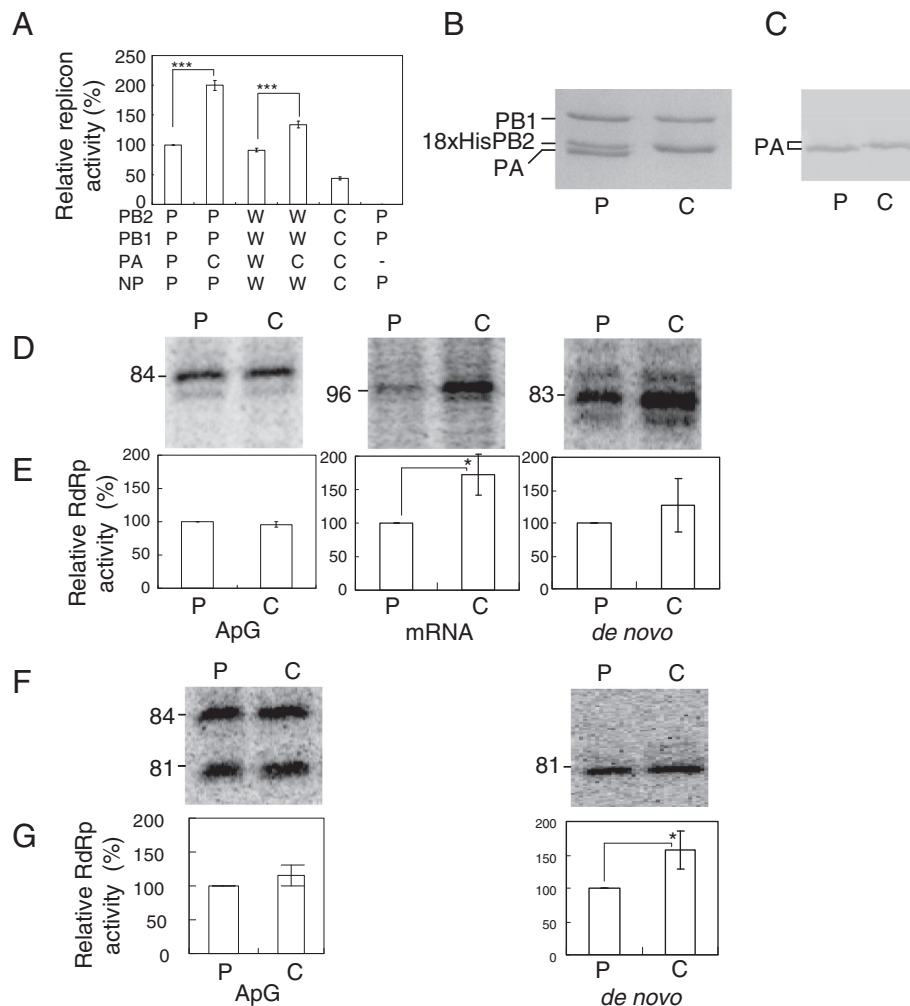 A
Relative replicon
activity (%)
250
200
150
100
50
0
***
***
PB2 P P W W C P
PB1 P P W W C P
PA P C W C C -
NP P P W W C P
B
PB1
18xHisPB2
PA
P C
C
PA
P C
D
P C
84
P C
96
P C
83
E
Relative RdRp
activity (%)
200
150
100
50
0
P C
ApG
200
150
100
50
0
*
P C
mRNA
200
150
100
50
0
P C
de novo
F
P C
84
81
P C
81
G
Relative RdRp
activity (%)
200
150
100
50
0
P C
ApG
200
150
100
50
0
*
P C
de novo